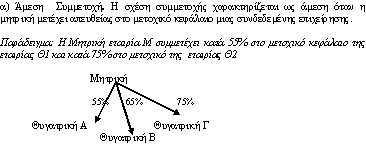 α) Άμεση Συμμετοχή. Η σχέση συμμετοχής χαρακτηρίζεται ως άμεση όταν η
μητρική μετέχει απευθείας στο μετοχικό κεφάλαιο μιας συνδεδεμένης επιχείρησης.
Παράδειγμα: Η Μητρική εταιρία Μ συμμετέχει κατά 55% στο μετοχικό κεφάλαιο της
εταιρίας Θ1 και κατά 75% στο μετοχικό της εταιρίας Θ2
Μητρική
55% 65% 75%
Θυγατρική Α Θυγατρική Γ
Θυγατρική Β